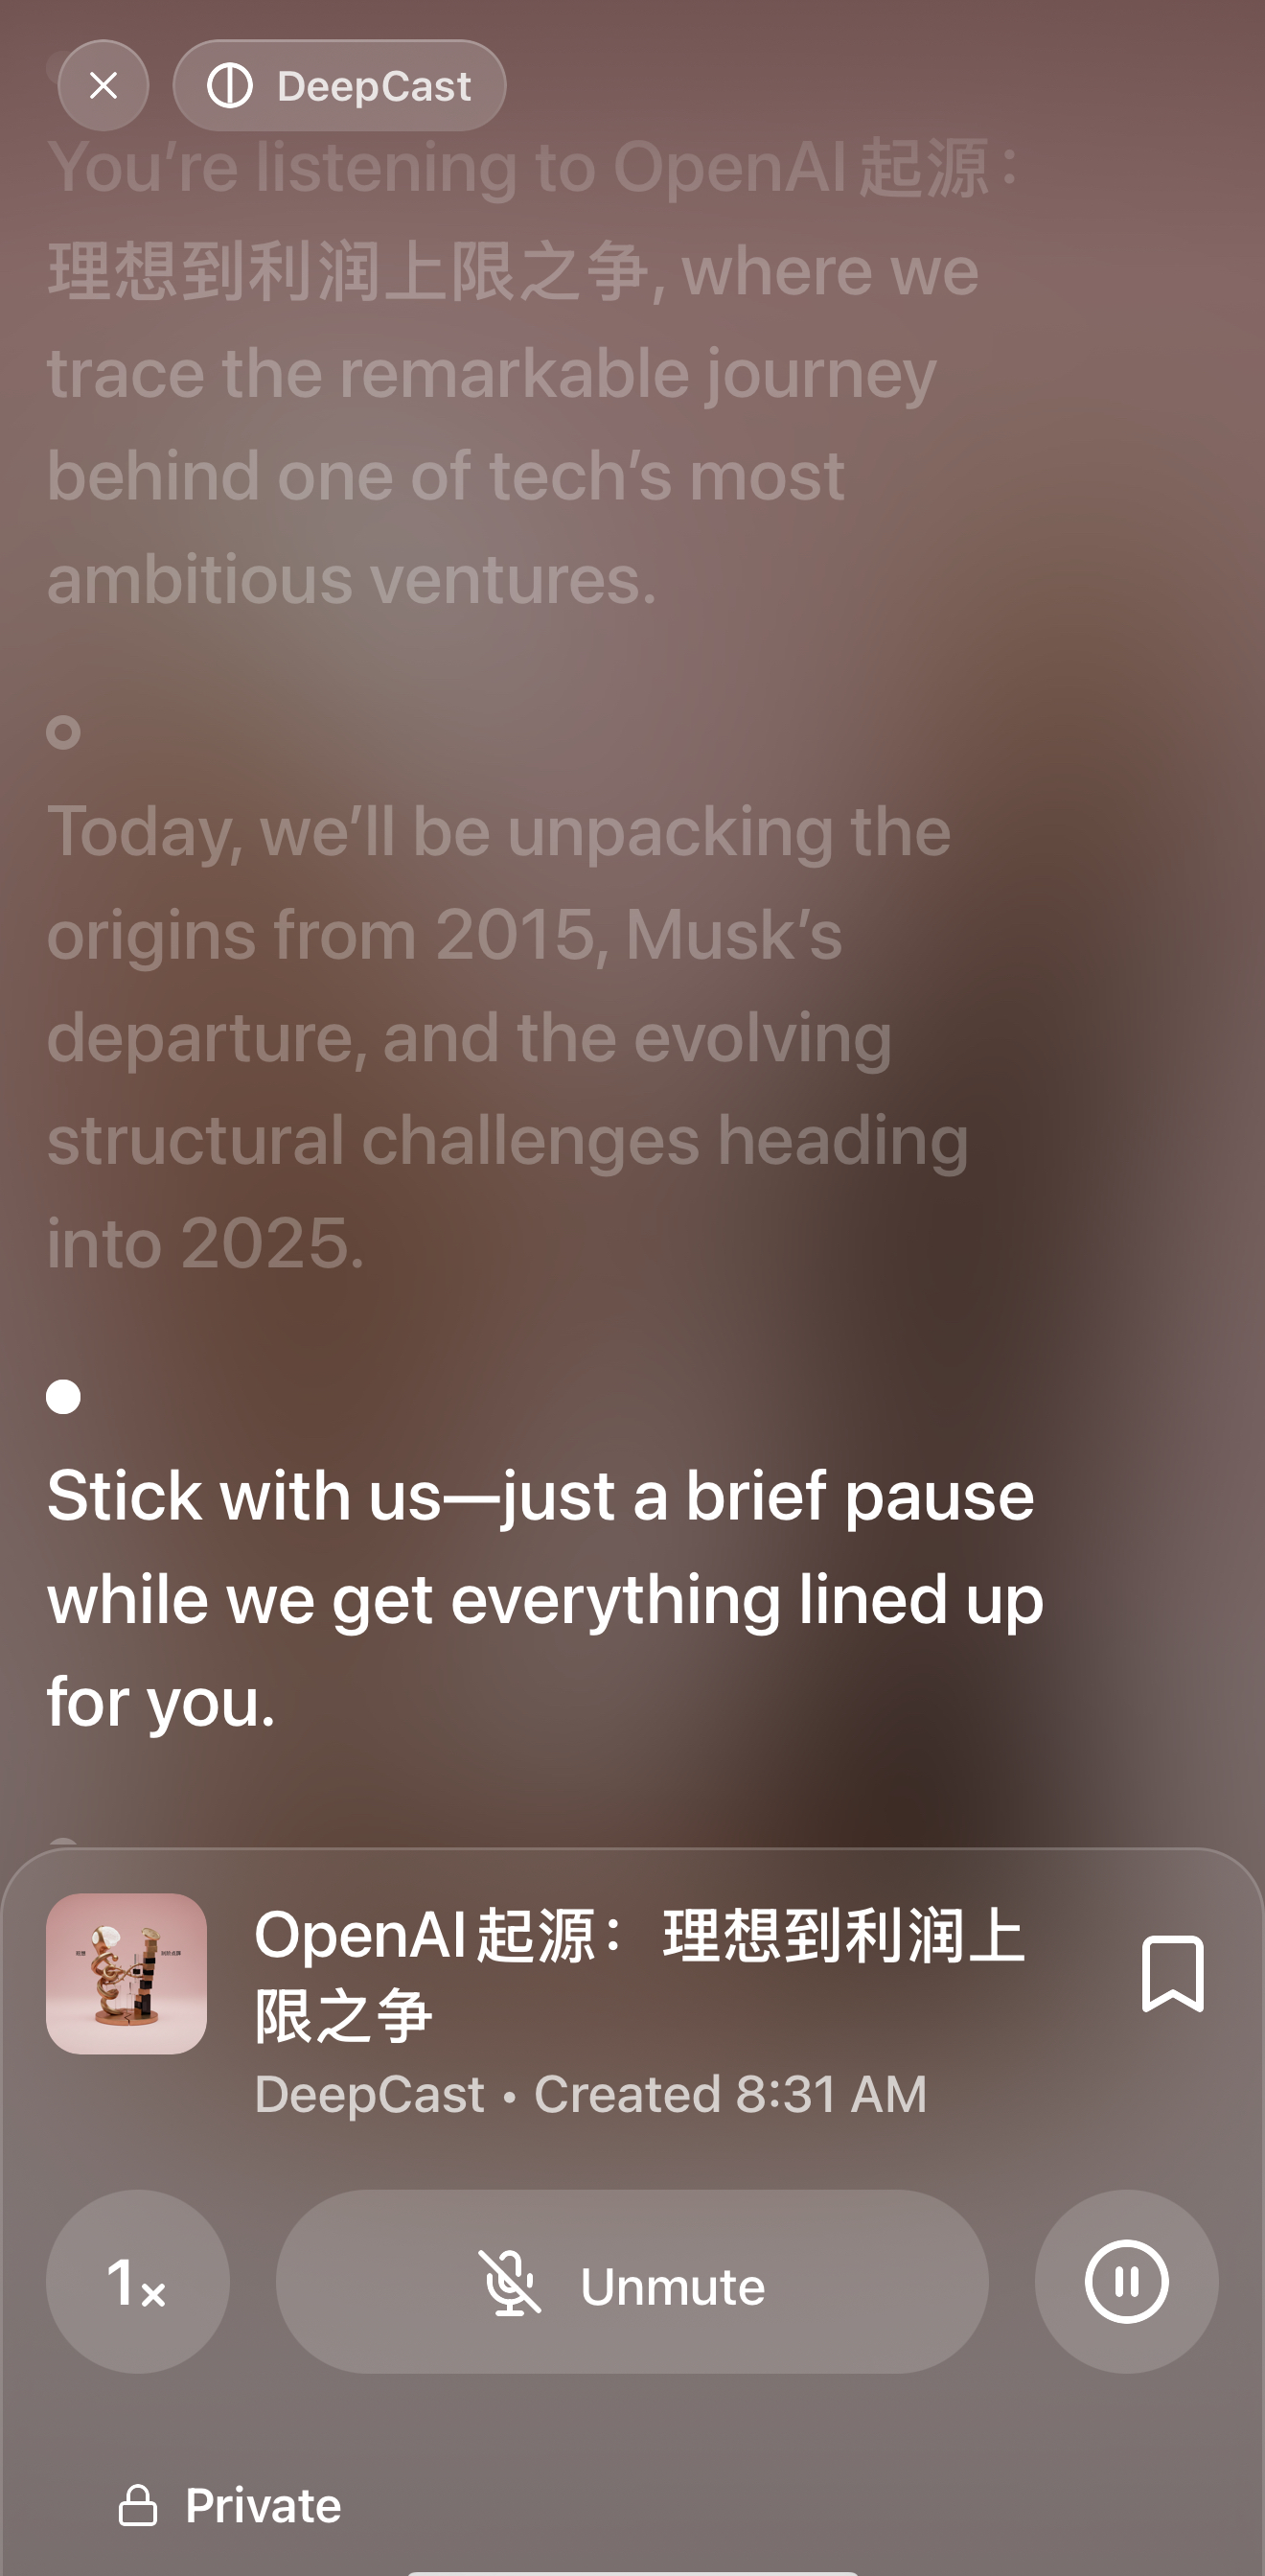 DeepCast
You’re listening to OpenAI 起源：
理想到利润上限之争, where we
trace the remarkable journey
behind one of tech’s most
ambitious ventures.
Today, we’ll be unpacking the
origins from 2015, Musk’s
departure, and the evolving
structural challenges heading
into 2025.
Stick with us—just a brief pause
while we get everything lined up
for you.
OpenAI 起源：理想到利润上
限之争
DeepCast • Created 8:31 AM
1×
Unmute
Private